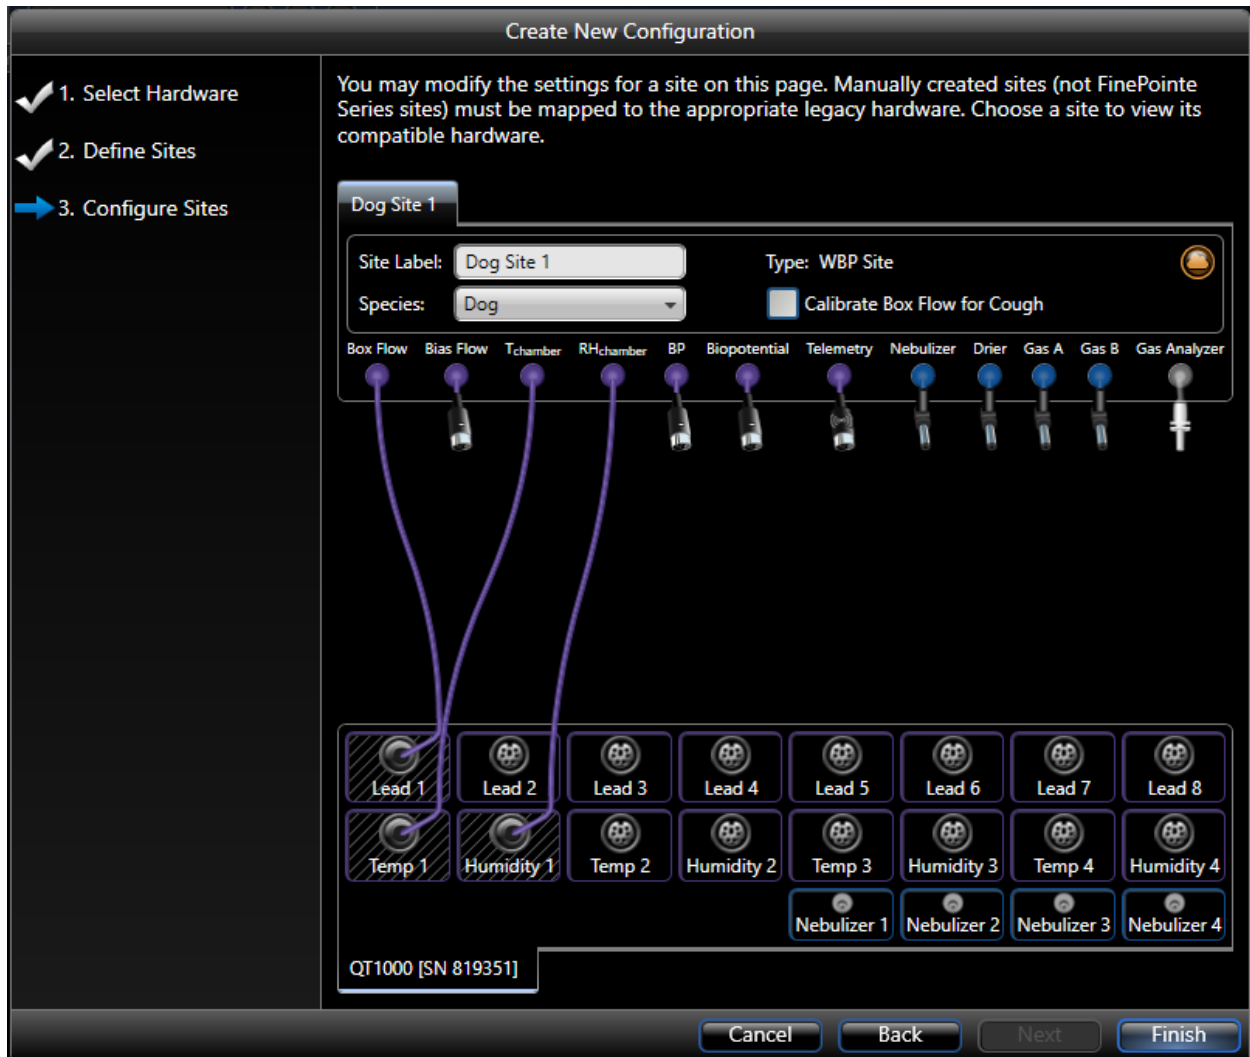 Create New Configuration
1. Select Hardware
2. Define Sites
3. Configure Sites
You may modify the settings for a site on this page. Manually created sites (not FinePointe
Series sites) must be mapped to the appropriate legacy hardware. Choose a site to view its
compatible hardware.
Dog Site 1
Site Label: Dog Site 1 Type: WBP Site
Species: Dog Calibrate Box Flow for Cough
Box Flow Bias Flow Tchamber RHchamber BP Biopotential Telemetry Nebulizer Drier Gas A Gas B Gas Analyzer
Lead 1 Lead 2 Lead 3 Lead 4 Lead 5 Lead 6 Lead 7 Lead 8
Temp 1 Humidity 1 Temp 2 Humidity 2 Temp 3 Humidity 3 Temp 4 Humidity 4
Nebulizer 1 Nebulizer 2 Nebulizer 3 Nebulizer 4
QT1000 [SN 819351]
Cancel Back Next Finish